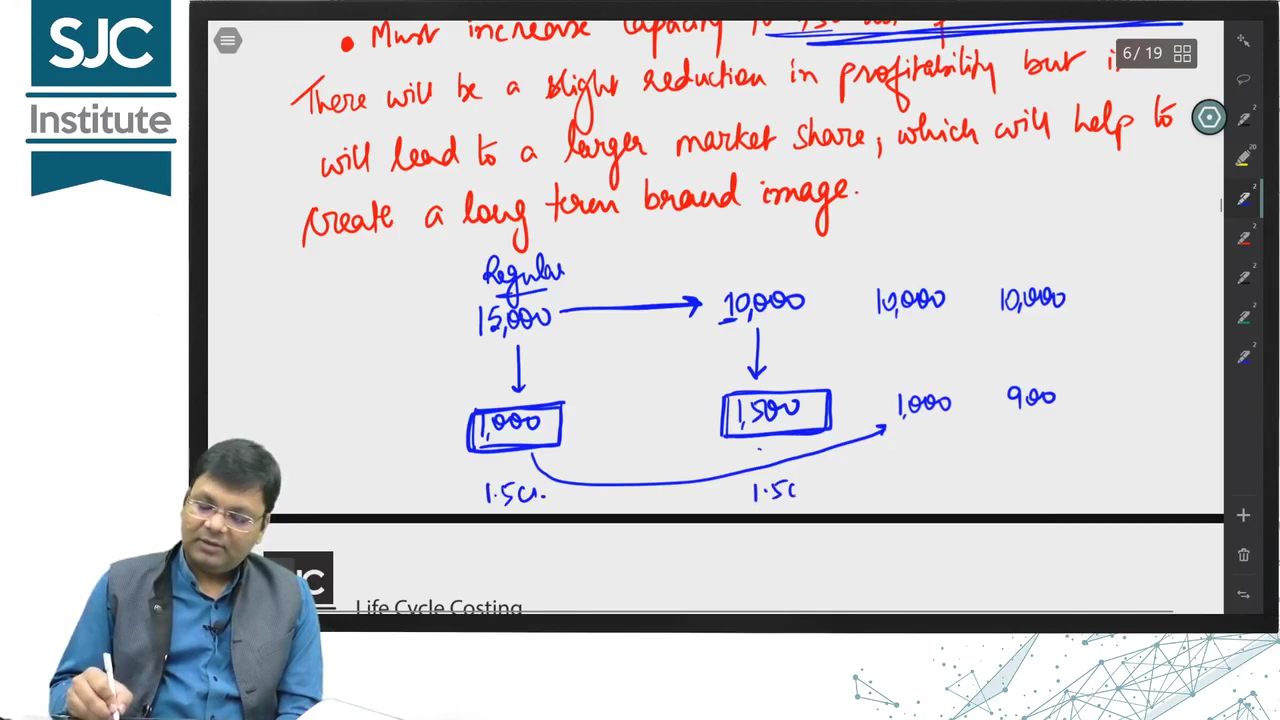 SJC
Institute
• Must increase capacity to
6/19
There will be a slight reduction in profitability but
will lead to a larger market share, which will help to
create a long term brand image.
Regular
15,000 10,000 10,000 10,000
1,000 1,500 1,000 900
1.5cr. 1.5c
Life Cycle Costing